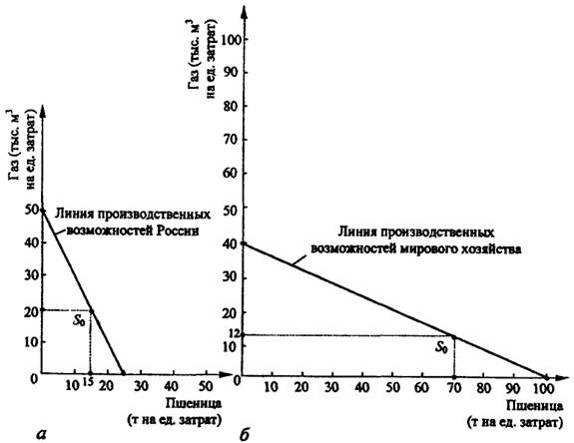 Газ (тыс. м³
на ед. затрат)
50
40
30
20
10
0
Линия производственных
возможностей России
S₀
10 15 20 30 40 50
Пшеница
(т на ед. затрат)
а
Газ (тыс. м³
на ед. затрат)
100
90
80
70
60
50
40
30
20
12
10
0
Линия производственных
возможностей мирового хозяйства
S₀
10 20 30 40 50 60 70 80 90 100
Пшеница
(т на ед. затрат)
б